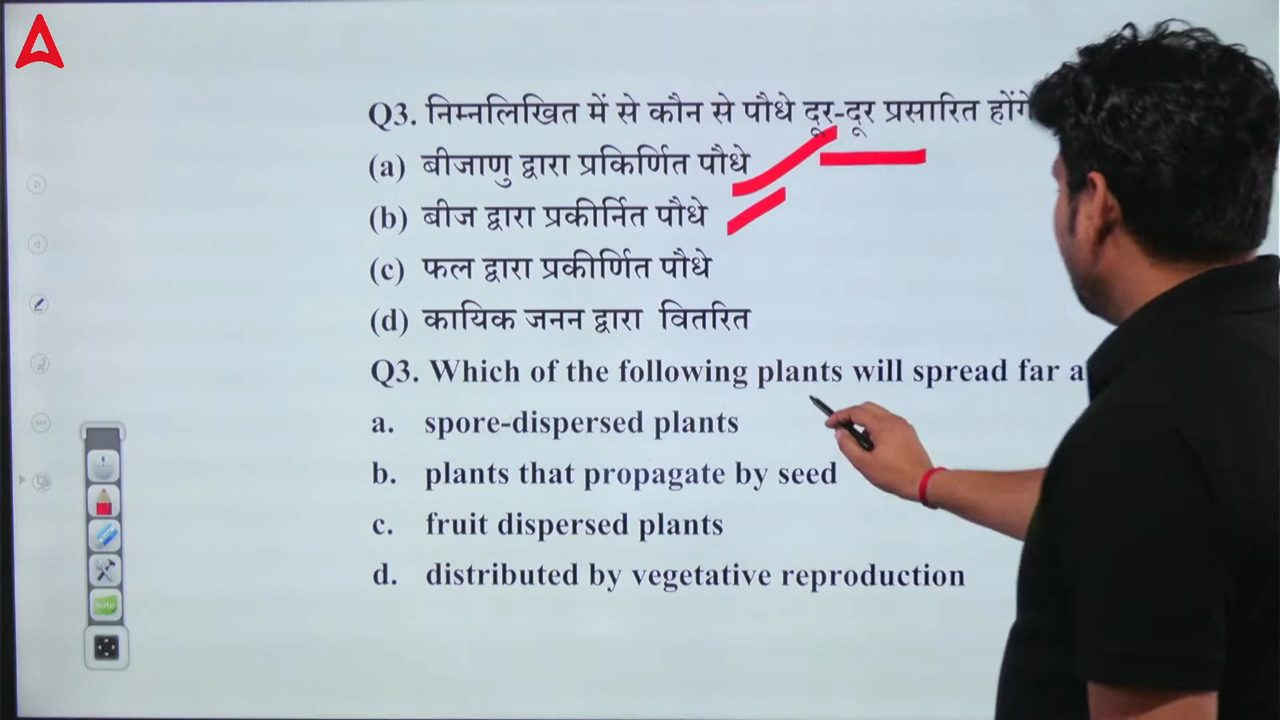 Q3. निम्नलिखित में से कौन से पौधे दूर-दूर प्रसारित होंगे
(a) बीजाणु द्वारा प्रकिर्णित पौधे
(b) बीज द्वारा प्रकीर्नित पौधे
(c) फल द्वारा प्रकीर्णित पौधे
(d) कायिक जनन द्वारा वितरित
Q3. Which of the following plants will spread far a
a. spore-dispersed plants
b. plants that propagate by seed
c. fruit dispersed plants
d. distributed by vegetative reproduction